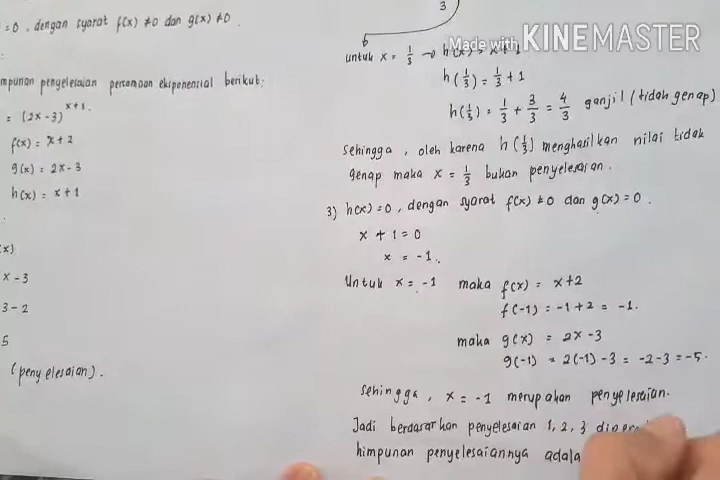 =0, dengan syarat f(x) ≠0 dan g(x) ≠0.
:
mpunan penyelesaian persamaan eksponensial berikut:
= (2x-3)^(x+1)
f(x) = x+2
g(x) = 2x-3
h(x) = x+1
:
(x)
x - 3
3 - 2
5
(penyelesaian).
3
Made with KINEMASTER
untuk x = 1/3 → h(x) = x+1
h(1/3) = 1/3 + 1
h(1/3) = 1/3 + 3/3 = 4/3 ganjil (tidak genap)
Sehingga, oleh karena h(1/3) menghasilkan nilai tidak
genap maka x = 1/3 bukan penyelesaian.
3) h(x)=0, dengan syarat f(x) ≠0 dan g(x) = 0.
x + 1 = 0
x = -1.
Untuk x = -1 maka f(x) = x+2
f(-1) = -1+2 = -1.
maka g(x) = 2x - 3
g(-1) = 2(-1) - 3 = -2-3 = -5.
Sehingga, x = -1 merupakan penyelesaian.
Jadi berdasarkan penyelesaian 1, 2, 3
himpunan penyelesaiannya adala